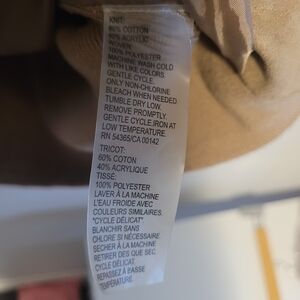 KNIT:
60% COTTON
40% ACRYLIC
WOVEN:
100% POLYESTER
MACHINE WASH COLD
WITH LIKE COLORS
GENTLE CYCLE.
ONLY NON-CHLORINE
BLEACH WHEN NEEDED.
TUMBLE DRY LOW.
REMOVE PROMPTLY.
GENTLE CYCLE.IRON AT
LOW TEMPERATURE.
RN 54365/CA 00142
TRICOT:
60% COTON
40% ACRYLIQUE
TISSÉ:
100% POLYESTER
LAVER À LA MACHINE
L'EAU FROIDE AVEC
COULEURS SIMILAIRES.
"CYCLE DÉLICAT"
BLANCHIR SANS
CHLORE SI NÉCESSAIRE.
SECHER À LA MACHINE
RETIRER DES QUE SEC.
CYCLE DÉLICAT
REPASSEZ À BASSE
TEMPÉRATURE.